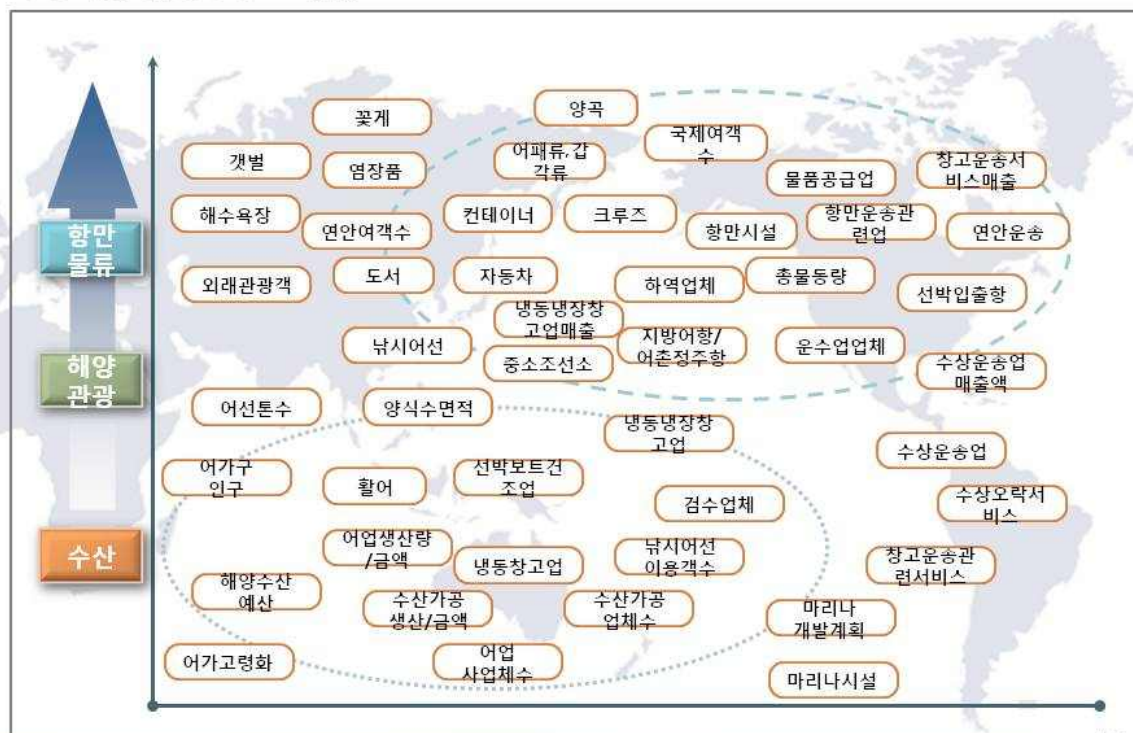 꽃게
양곡
국제여객
수
갯벌
염장품
어패류,갑
각류
물품공급업
창고운송서
비스매출
해수욕장
연안여객수
컨테이너
크루즈
항만시설
항만운송관
련업
연안운송
항만
물류
외래관광객
도서
자동차
하역업체
총물동량
선박입출항
냉동냉장창
고업매출
낚시어선
중소조선소
지방어항/
어촌정주항
운수업업체
수상운송업
매출액
해양
관광
어선톤수
양식수면적
냉동냉장창
고업
수상운송업
어가구
인구
활어
선박보트건
조업
검수업체
수상오락서
비스
수산
어업생산량
/금액
냉동창고업
낚시어선
이용객수
창고운송관
련서비스
해양수산
예산
수산가공
생산/금액
수산가공
업체수
마리나
개발계획
어가고령화
어업
사업체수
마리나시설